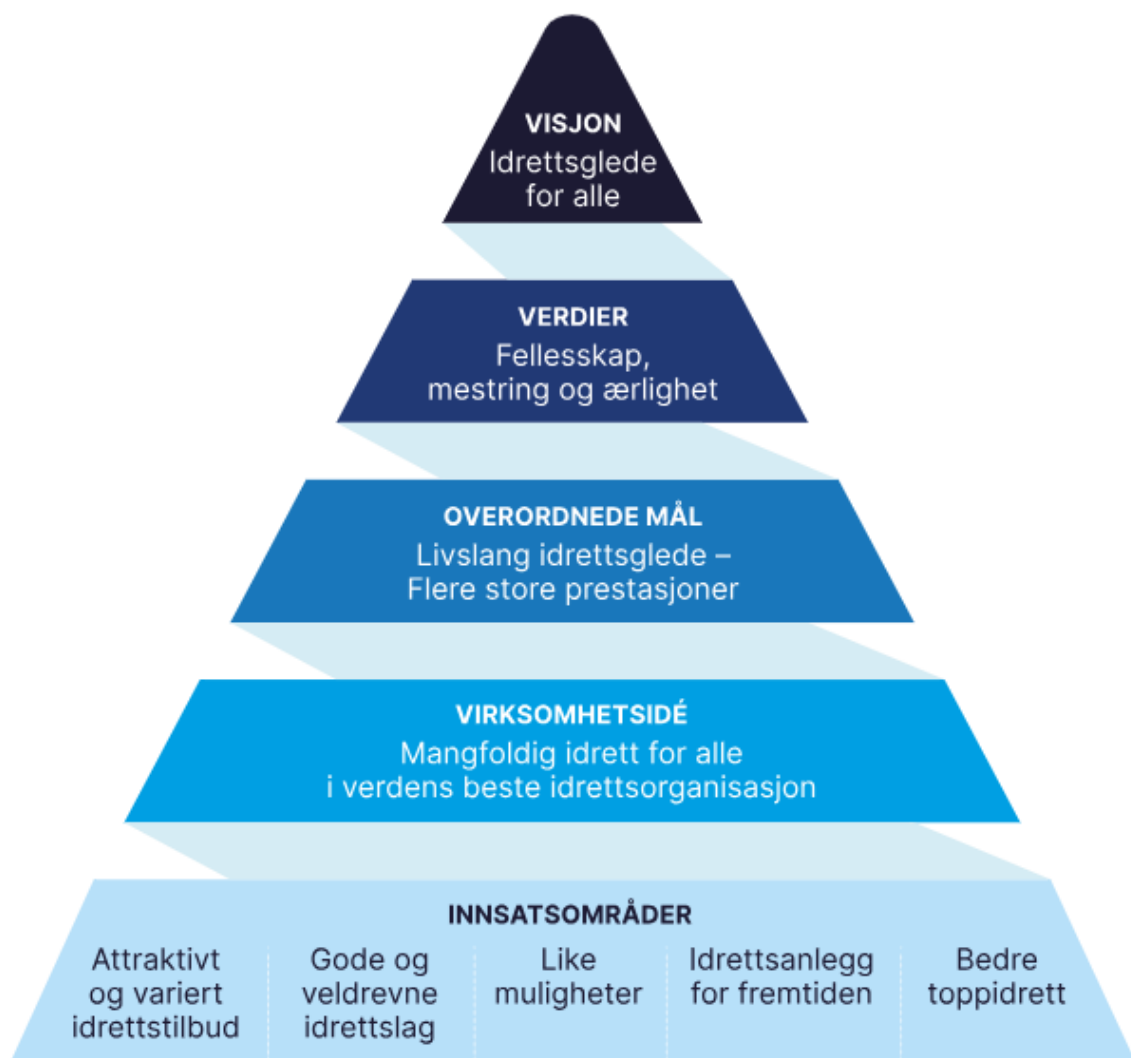 VISJON
Idrettsglede
for alle
VERDIER
Fellesskap,
mestring og ærlighet
OVERORDNEDE MÅL
Livslang idrettsglede –
Flere store prestasjoner
VIRKSOMHETSIDÉ
Mangfoldig idrett for alle
i verdens beste idrettsorganisasjon
INNSATSOMRÅDER
Attraktivt
og variert
idrettstilbud
Gode og
veldrevne
idrettslag
Like
muligheter
Idrettsanlegg
for fremtiden
Bedre
toppidrett